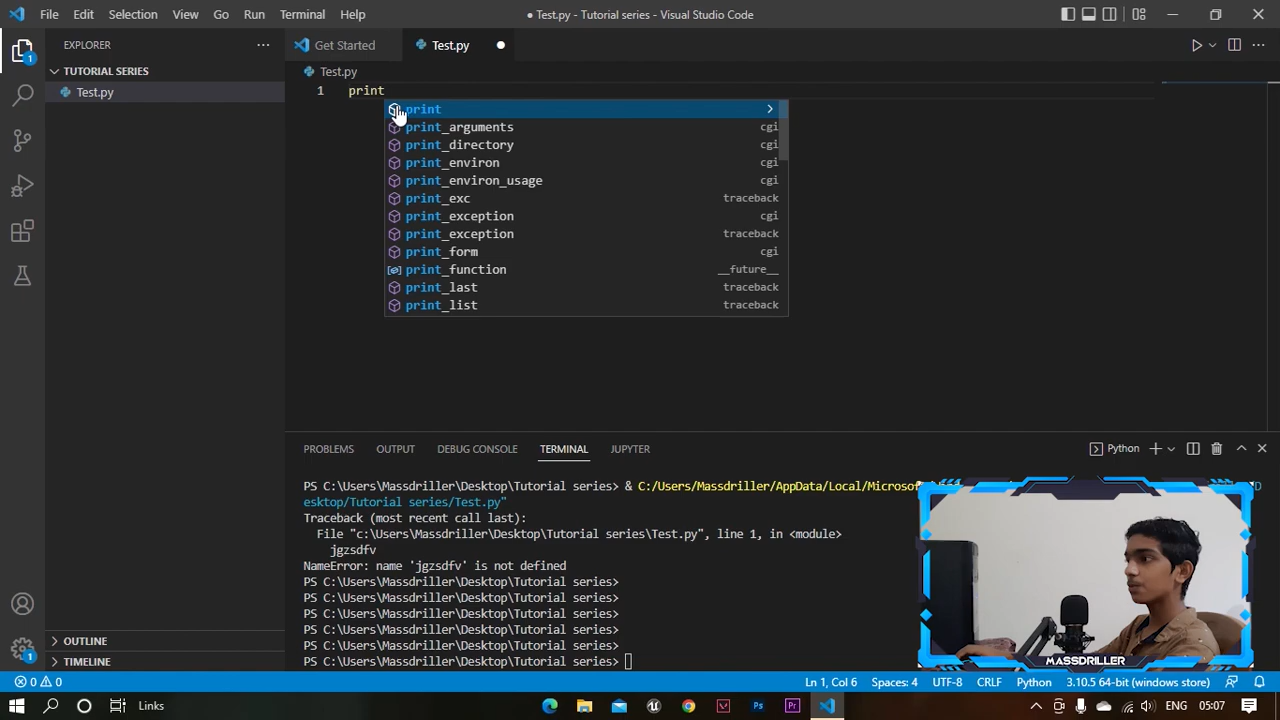 File Edit Selection View Go Run Terminal Help
● Test.py - Tutorial series - Visual Studio Code
EXPLORER
Get Started
Test.py
TUTORIAL SERIES
Test.py
Test.py
1
print
print
print_arguments cgi
print_directory cgi
print_environ cgi
print_environ_usage cgi
print_exc traceback
print_exception cgi
print_exception traceback
print_form cgi
print_function __future__
print_last traceback
print_list traceback
PROBLEMS OUTPUT DEBUG CONSOLE TERMINAL JUPYTER
Python
PS C:\Users\Massdriller\Desktop\Tutorial series> & C:/Users/Massdriller/AppData/Local/Microsof
esktop/Tutorial series/Test.py"
Traceback (most recent call last):
File "c:\Users\Massdriller\Desktop\Tutorial series\Test.py", line 1, in <module>
jgzsdfv
NameError: name 'jgzsdfv' is not defined
PS C:\Users\Massdriller\Desktop\Tutorial series>
PS C:\Users\Massdriller\Desktop\Tutorial series>
PS C:\Users\Massdriller\Desktop\Tutorial series>
PS C:\Users\Massdriller\Desktop\Tutorial series>
PS C:\Users\Massdriller\Desktop\Tutorial series>
PS C:\Users\Massdriller\Desktop\Tutorial series>
MASSDRILLER
OUTLINE
TIMELINE
1
1
0 0
Ln 1, Col 6 Spaces: 4 UTF-8 CRLF Python 3.10.5 64-bit (windows store)
Links
ENG 05:07